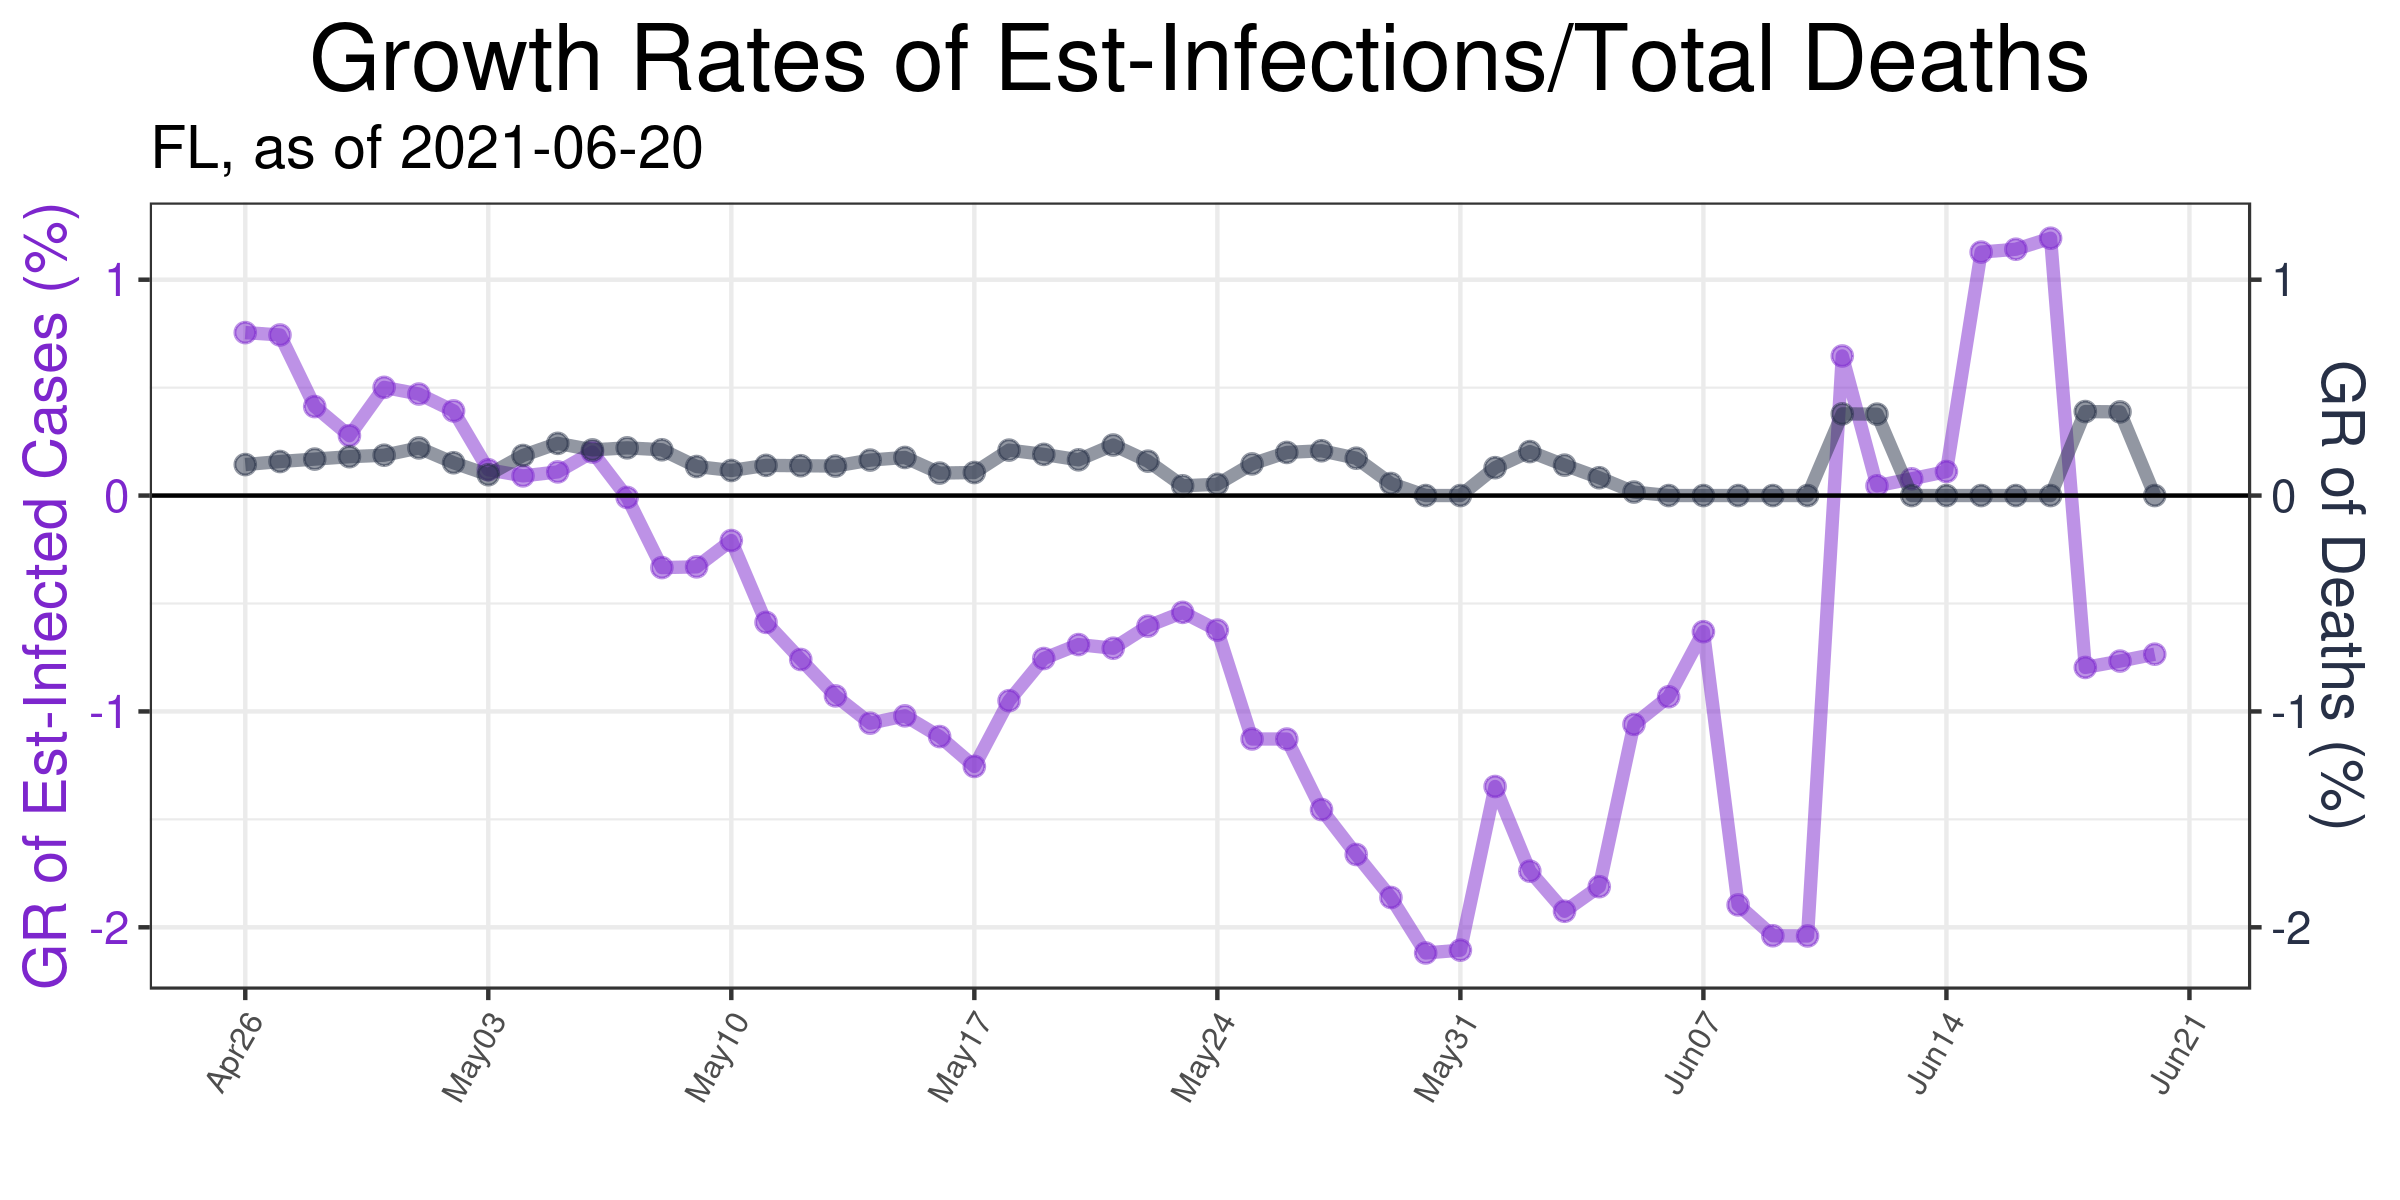 Growth Rates of Est-Infections/Total Deaths
FL, as of 2021-06-20
GR of Est-Infected Cases (%)
1
0
-1
-2
1
0
-1
-2
GR of Deaths (%)
Apr26
May03
May10
May17
May24
May31
Jun07
Jun14
Jun21